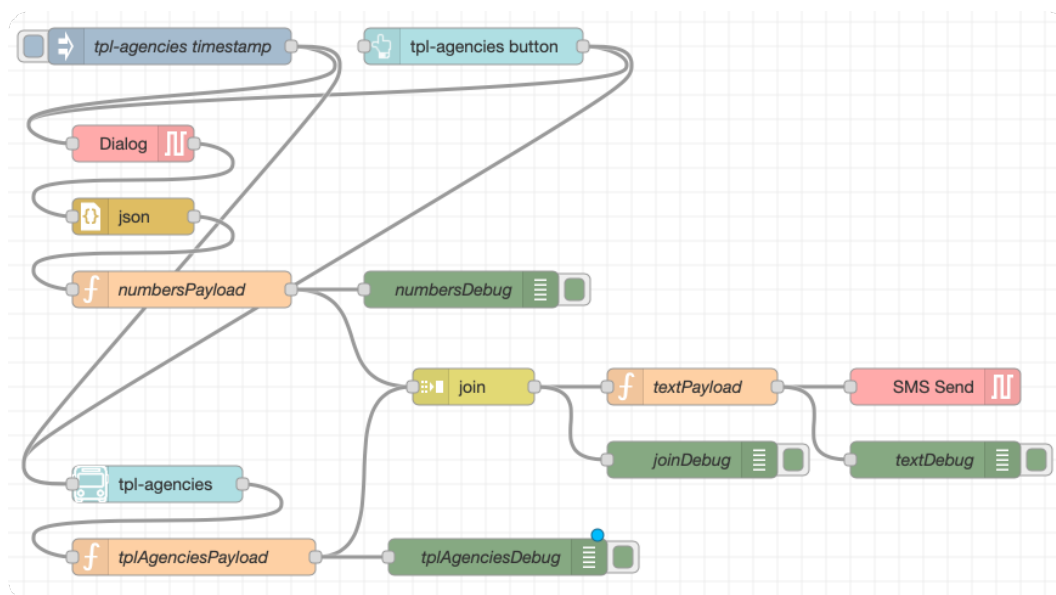 tpl-agencies timestamp
tpl-agencies button
Dialog
json
numbersPayload
numbersDebug
join
textPayload
SMS Send
joinDebug
textDebug
tpl-agencies
tplAgenciesPayload
tplAgenciesDebug